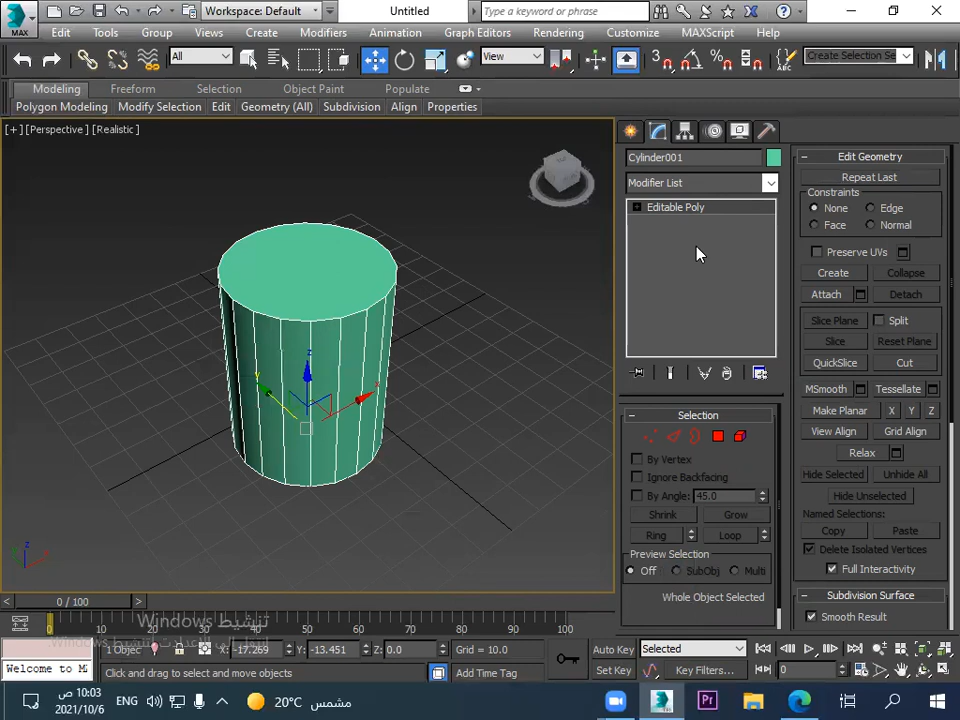 MAX
Workspace: Default
Untitled
Type a keyword or phrase
Edit Tools Group Views Create Modifiers Animation Graph Editors Rendering Customize MAXScript Help
All View Create Selection Se
Modeling Freeform Selection Object Paint Populate
Polygon Modeling Modify Selection Edit Geometry (All) Subdivision Align Properties
[+] [Perspective] [Realistic]
Cylinder001
Modifier List
Editable Poly
Selection
By Vertex
Ignore Backfacing
By Angle: 45.0
Shrink Grow
Ring Loop
Preview Selection
Off SubObj Multi
Whole Object Selected
Edit Geometry
Repeat Last
Constraints
None Edge
Face Normal
Preserve UVs
Create Collapse
Attach Detach
Slice Plane Split
Slice Reset Plane
QuickSlice Cut
MSmooth Tessellate
Make Planar X Y Z
View Align Grid Align
Relax
Hide Selected Unhide All
Hide Unselected
Named Selections:
Copy Paste
Delete Isolated Vertices
Full Interactivity
Subdivision Surface
Smooth Result
z
x
y
z
< 0 / 100 >
تنشيط Windows
0 10 20 30 40 50 60 70 80 90 100
1 Object X: -17.269 Y: -13.451 Z: 0.0 Grid = 10.0
Auto Key Selected
Welcome to M
Click and drag to select and move objects
Add Time Tag
Set Key Key Filters... 0
10:03 ص
2021/10/6
ENG
20°C مشمس
MAX
Pr